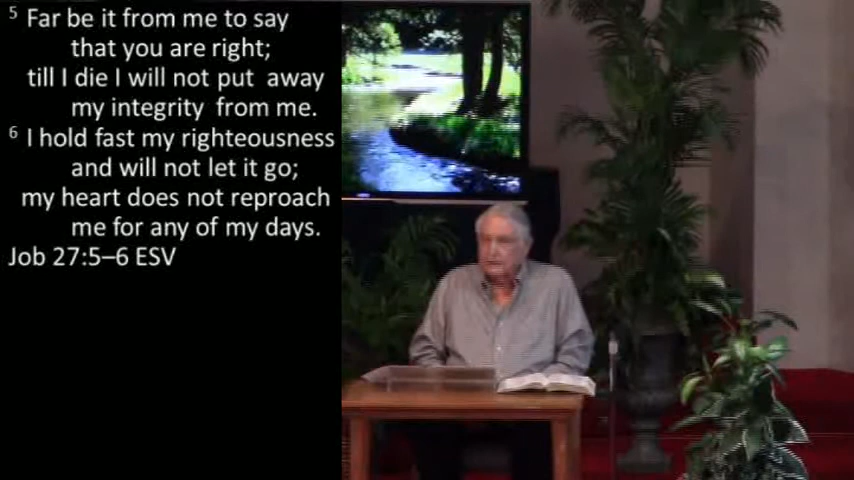 5 Far be it from me to say
that you are right;
till I die I will not put away
my integrity from me.
6 I hold fast my righteousness
and will not let it go;
my heart does not reproach
me for any of my days.
Job 27:5–6 ESV